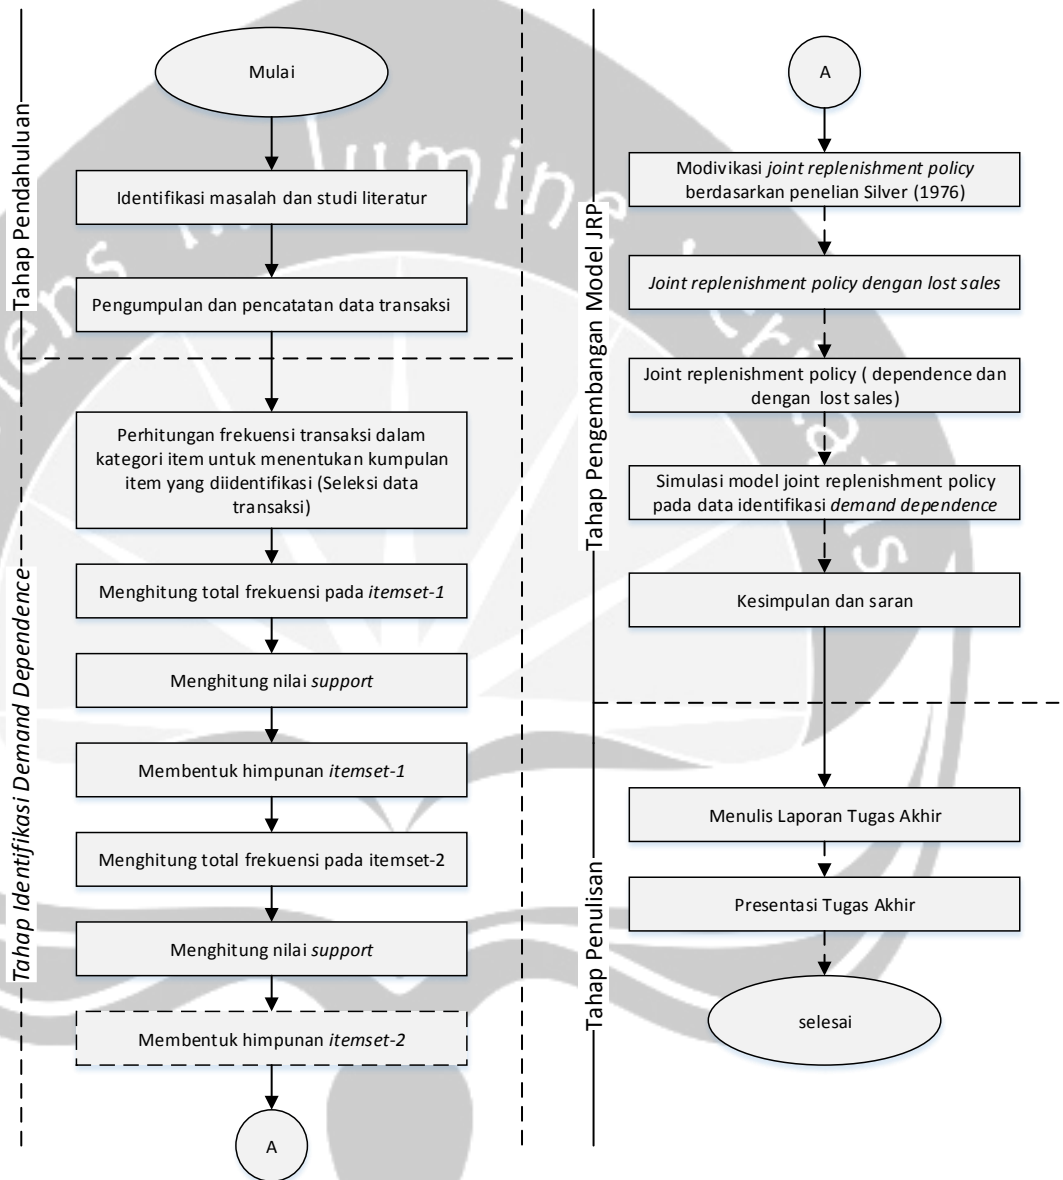 Tahap Pendahuluan
Mulai
Identifikasi masalah dan studi literatur
Pengumpulan dan pencatatan data transaksi
Tahap Identifikasi Demand Dependence
Perhitungan frekuensi transaksi dalam
kategori item untuk menentukan kumpulan
item yang diidentifikasi (Seleksi data
transaksi)
Menghitung total frekuensi pada itemset-1
Menghitung nilai support
Membentuk himpunan itemset-1
Menghitung total frekuensi pada itemset-2
Menghitung nilai support
Membentuk himpunan itemset-2
A
Tahap Pengembangan Model JRP
A
Modivikasi joint replenishment policy
berdasarkan penelian Silver (1976)
Joint replenishment policy dengan lost sales
Joint replenishment policy ( dependence dan
dengan lost sales)
Simulasi model joint replenishment policy
pada data identifikasi demand dependence
Kesimpulan dan saran
Tahap Penulisan
Menulis Laporan Tugas Akhir
Presentasi Tugas Akhir
selesai